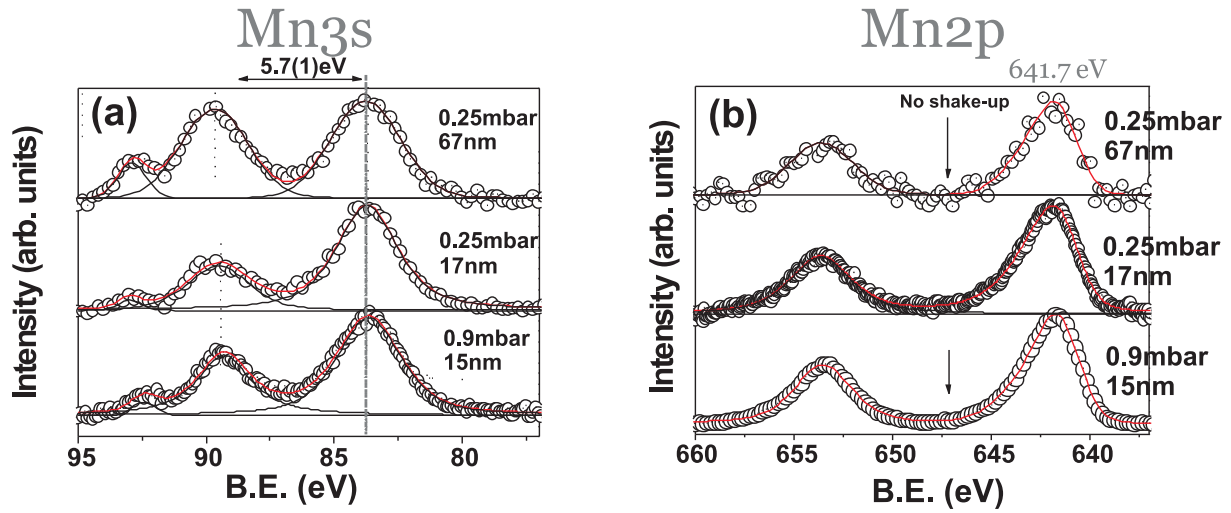 Mn3s
5.7(1)eV
(a)
0.25mbar
67nm
0.25mbar
17nm
0.9mbar
15nm
Intensity (arb. units)
95 90 85 80
B.E. (eV)
Mn2p
641.7 eV
(b)
No shake-up
0.25mbar
67nm
0.25mbar
17nm
0.9mbar
15nm
Intensity (arb. units)
660 655 650 645 640
B.E. (eV)